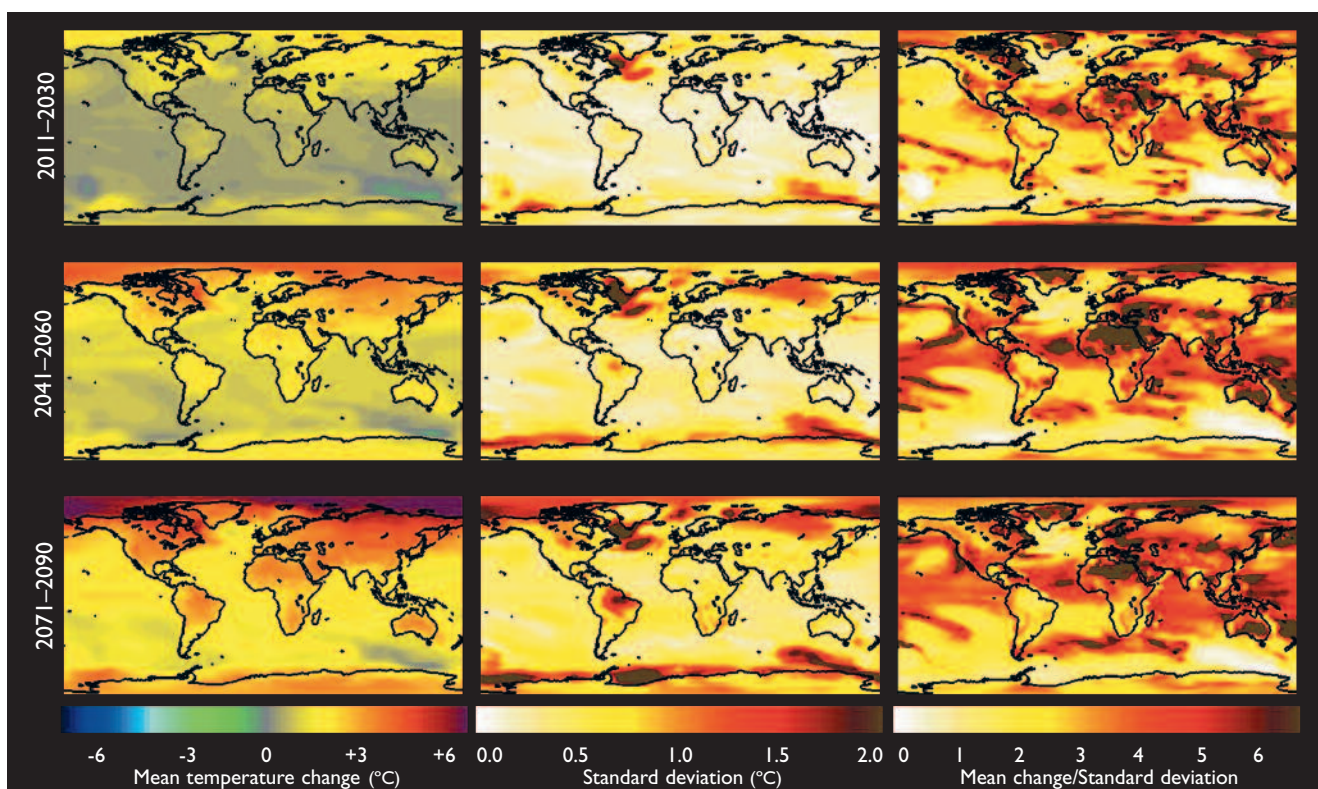 2011–2030
2041–2060
2071–2090
-6 -3 0 +3 +6
Mean temperature change (°C)
0.0 0.5 1.0 1.5 2.0
Standard deviation (°C)
0 1 2 3 4 5 6
Mean change/Standard deviation